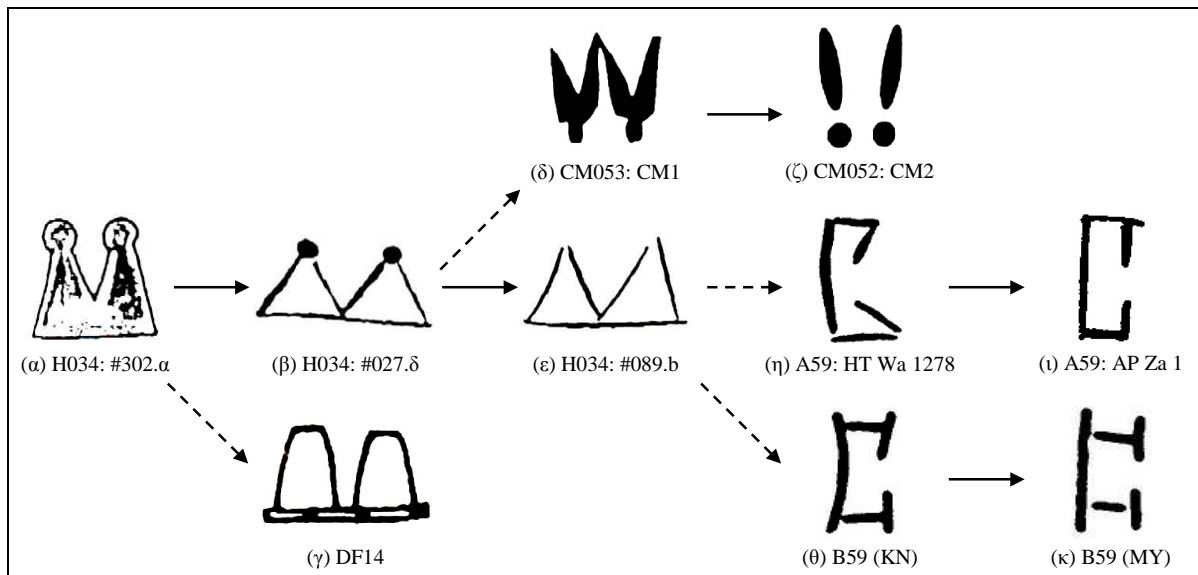 (δ) CM053: CM1
(ζ) CM052: CM2
(α) H034: #302.α
(β) H034: #027.δ
(ε) H034: #089.b
(η) A59: HT Wa 1278
(ι) A59: AP Za 1
(γ) DF14
(θ) B59 (KN)
(κ) B59 (MY)